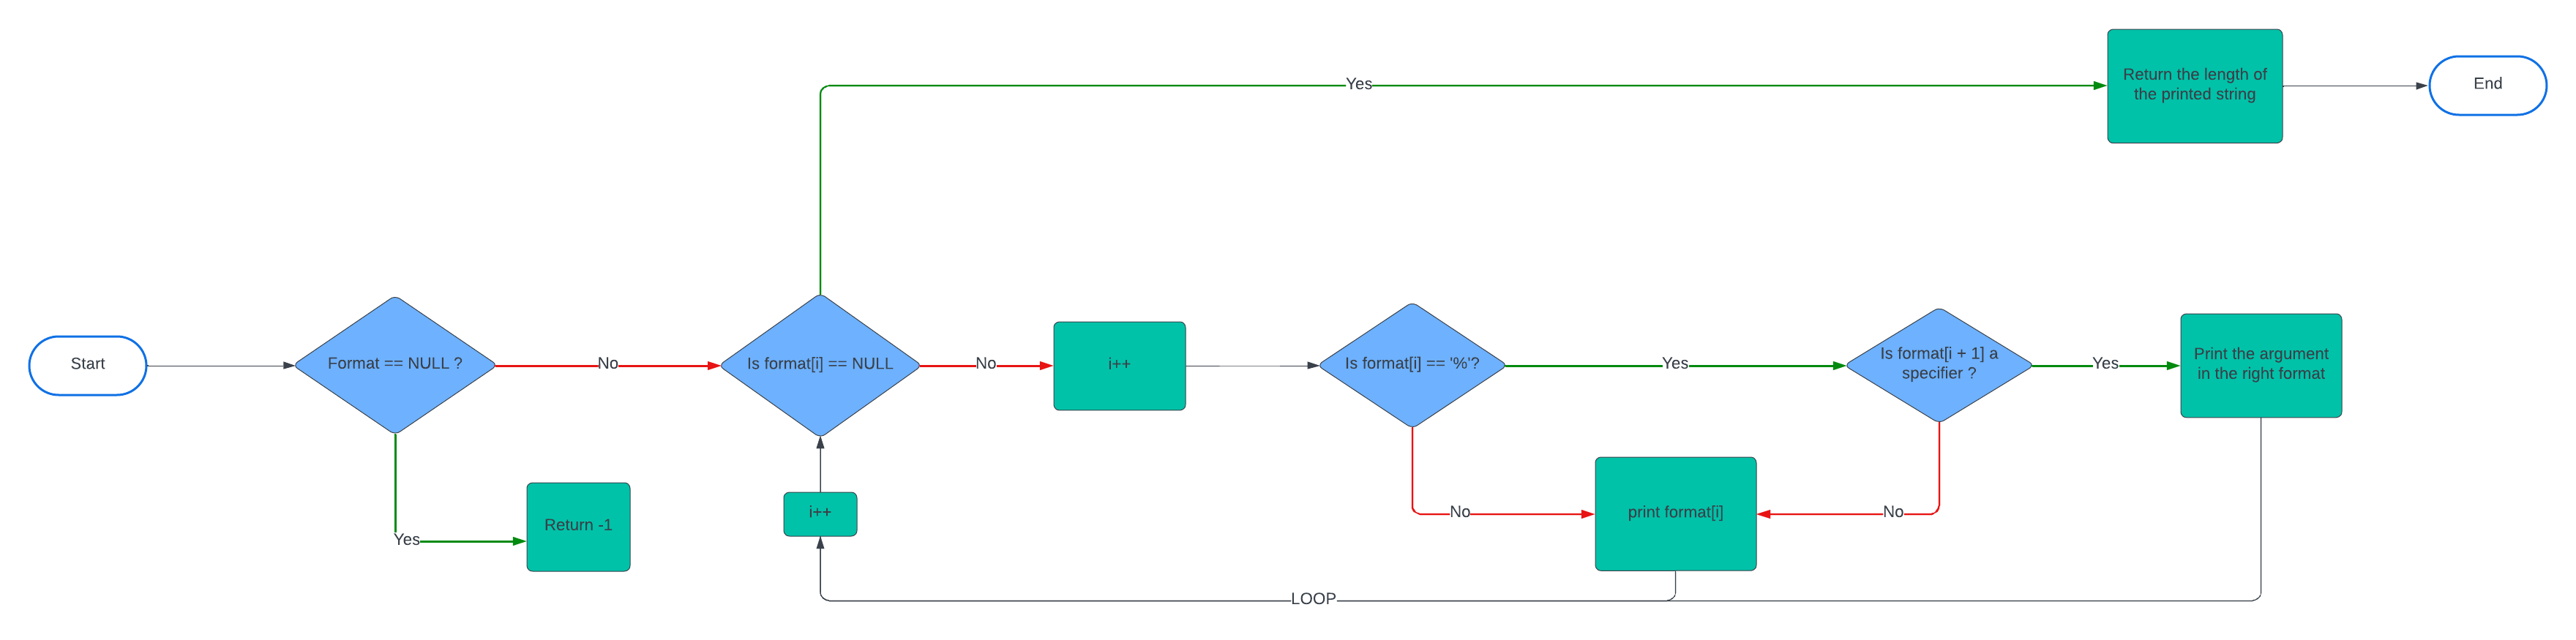 Yes
Return the length of
the printed string
End
Start
Format == NULL ?
No
Is format[i] == NULL
No
i++
Is format[i] == '%'?
Yes
Is format[i + 1] a
specifier ?
Yes
Print the argument
in the right format
Yes
Return -1
i++
No
print format[i]
No
LOOP